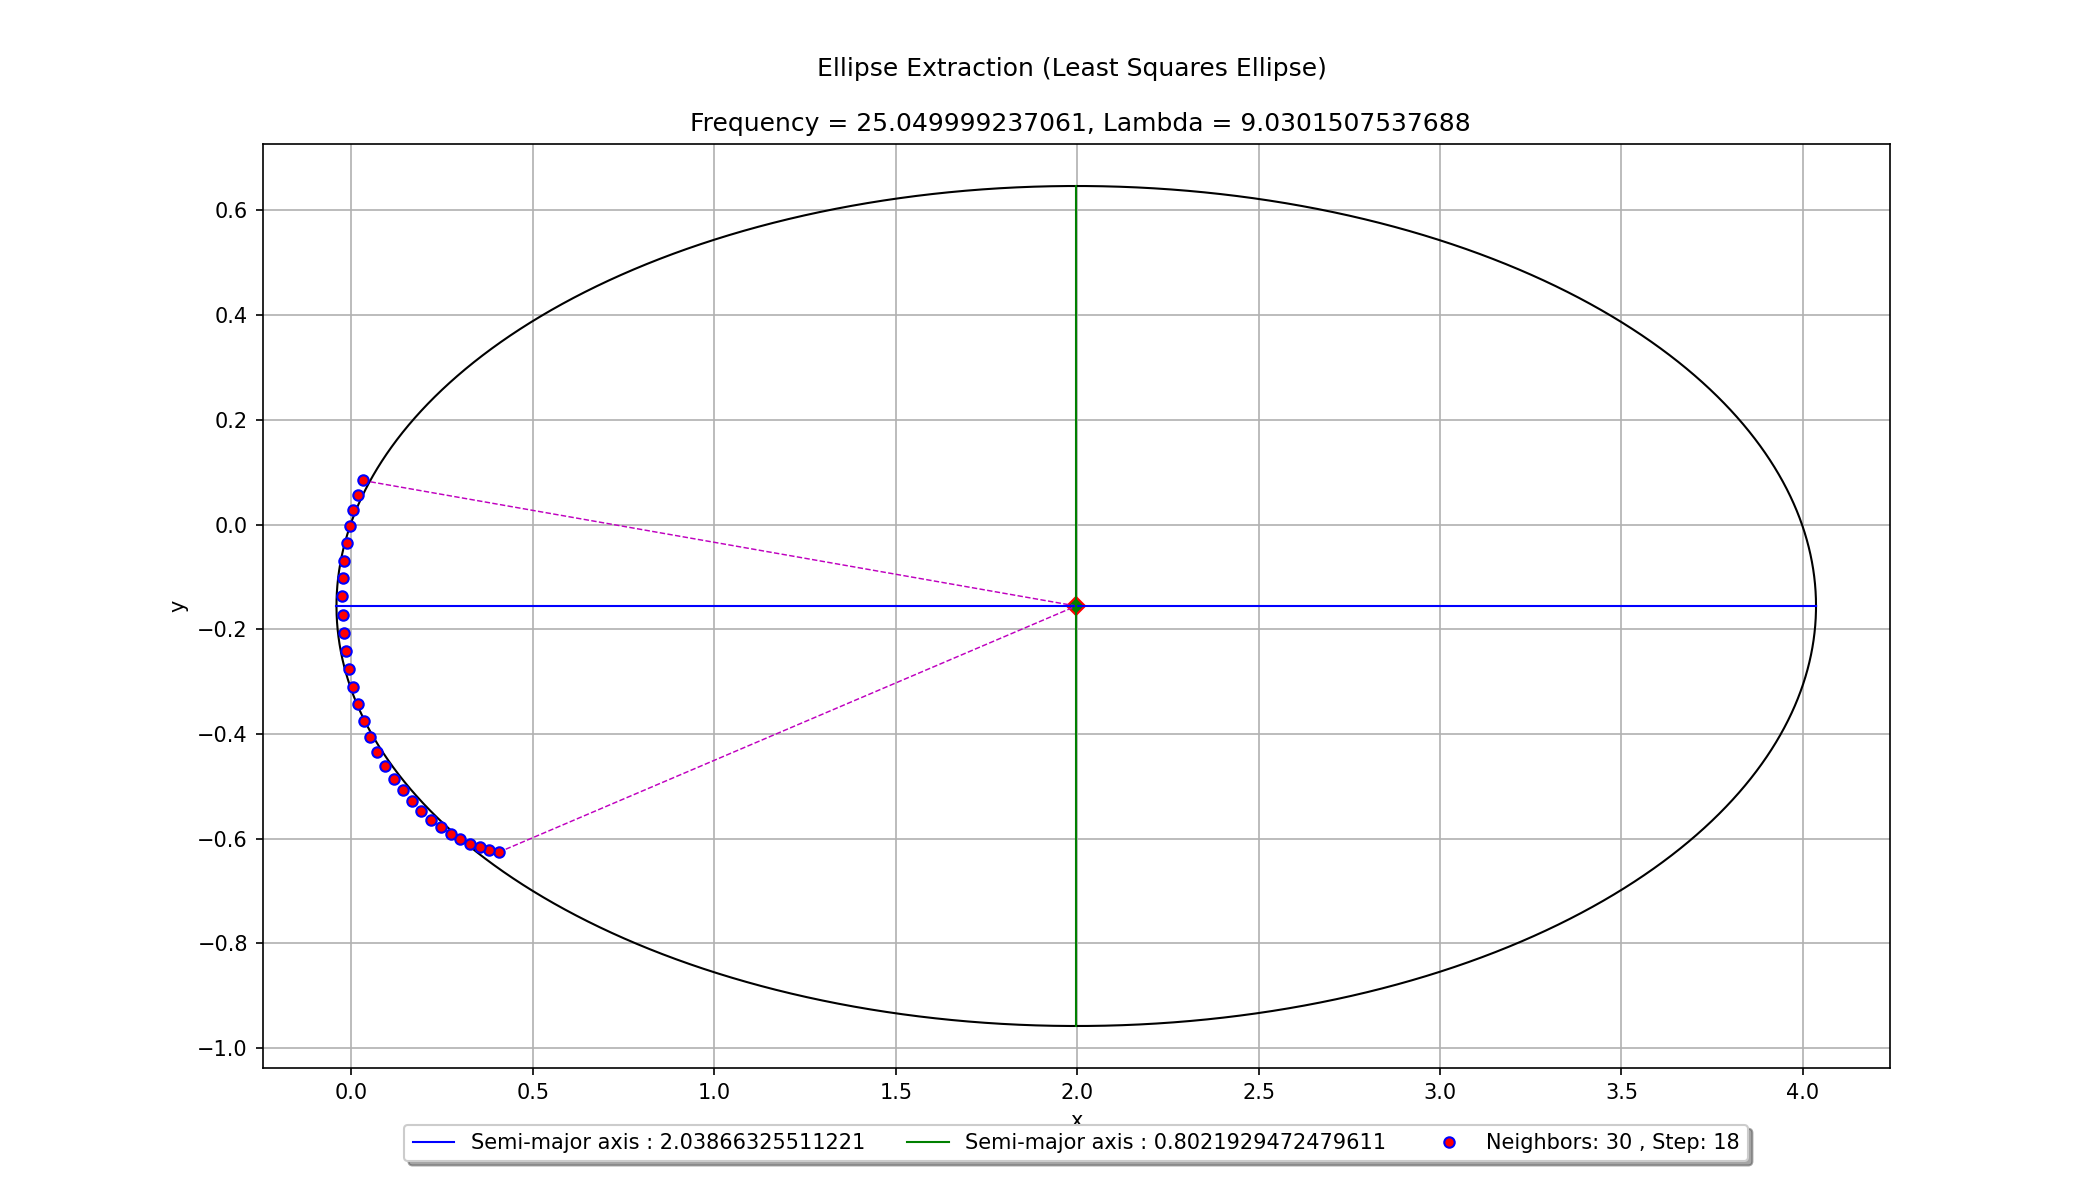 Ellipse Extraction (Least Squares Ellipse)
Frequency = 25.049999237061, Lambda = 9.0301507537688
0.6
0.4
0.2
0.0
−0.2
−0.4
−0.6
−0.8
−1.0
y
0.0 0.5 1.0 1.5 2.0 2.5 3.0 3.5 4.0
x
Semi-major axis : 2.03866325511221 Semi-major axis : 0.8021929472479611 Neighbors: 30 , Step: 18